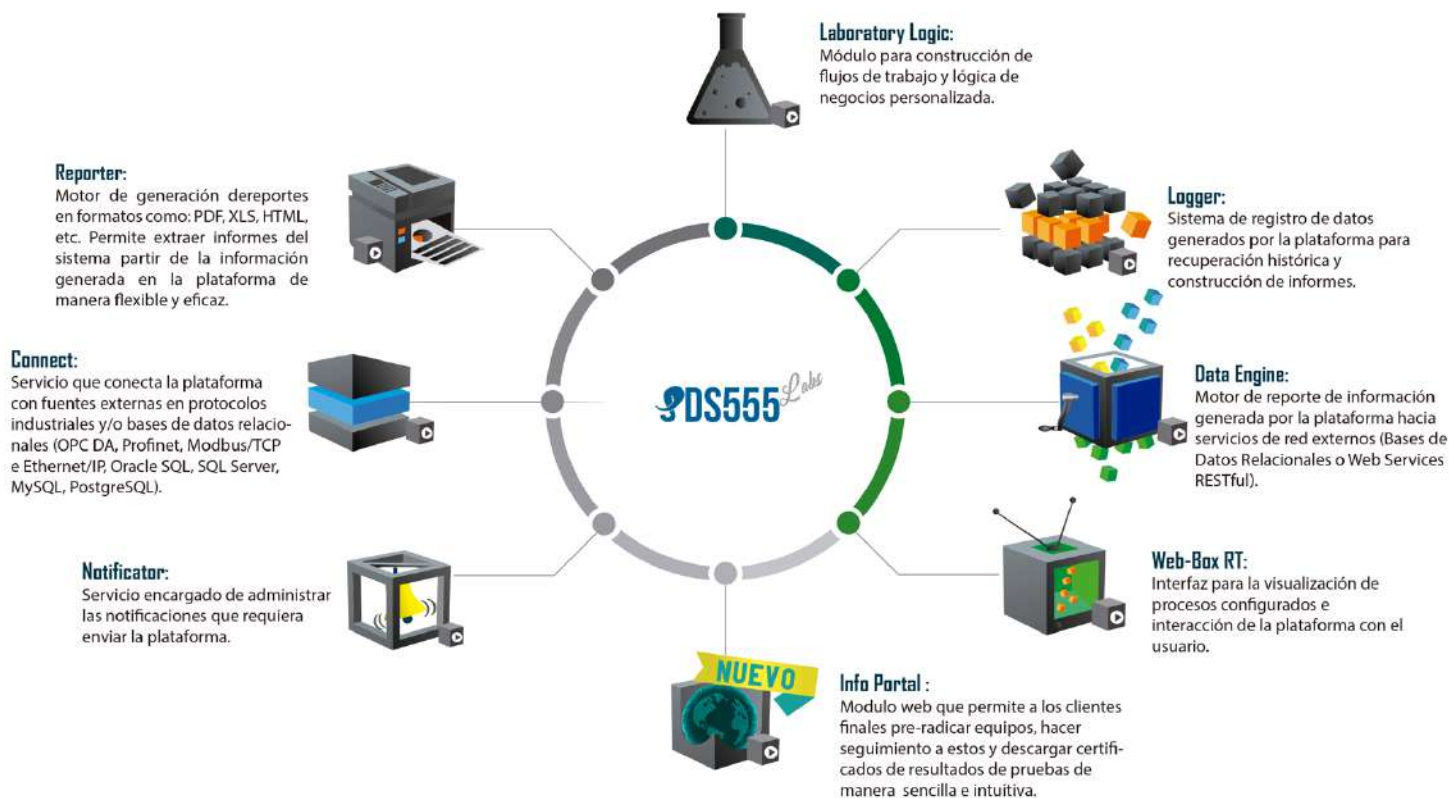 Laboratory Logic:
Módulo para construcción de
flujos de trabajo y lógica de
negocios personalizada.
Reporter:
Motor de generación dereportes
en formatos como: PDF, XLS, HTML,
etc. Permite extraer informes del
sistema partir de la información
generada en la plataforma de
manera flexible y eficaz.
Logger:
Sistema de registro de datos
generados por la plataforma para
recuperación histórica y
construcción de informes.
Connect:
Servicio que conecta la plataforma
con fuentes externas en protocolos
industriales y/o bases de datos relacio-
nales (OPC DA, Profinet, Modbus/TCP
e Ethernet/IP, Oracle SQL, SQL Server,
MySQL, PostgreSQL).
DS555 Labs
Data Engine:
Motor de reporte de información
generada por la plataforma hacia
servicios de red externos (Bases de
Datos Relacionales o Web Services
RESTful).
Notificator:
Servicio encargado de administrar
las notificaciones que requiera
enviar la plataforma.
Web-Box RT:
Interfaz para la visualización de
procesos configurados e
interacción de la plataforma con el
usuario.
NUEVO
Info Portal :
Modulo web que permite a los clientes
finales pre-radicar equipos, hacer
seguimiento a estos y descargar certifi-
cados de resultados de pruebas de
manera sencilla e intuitiva.